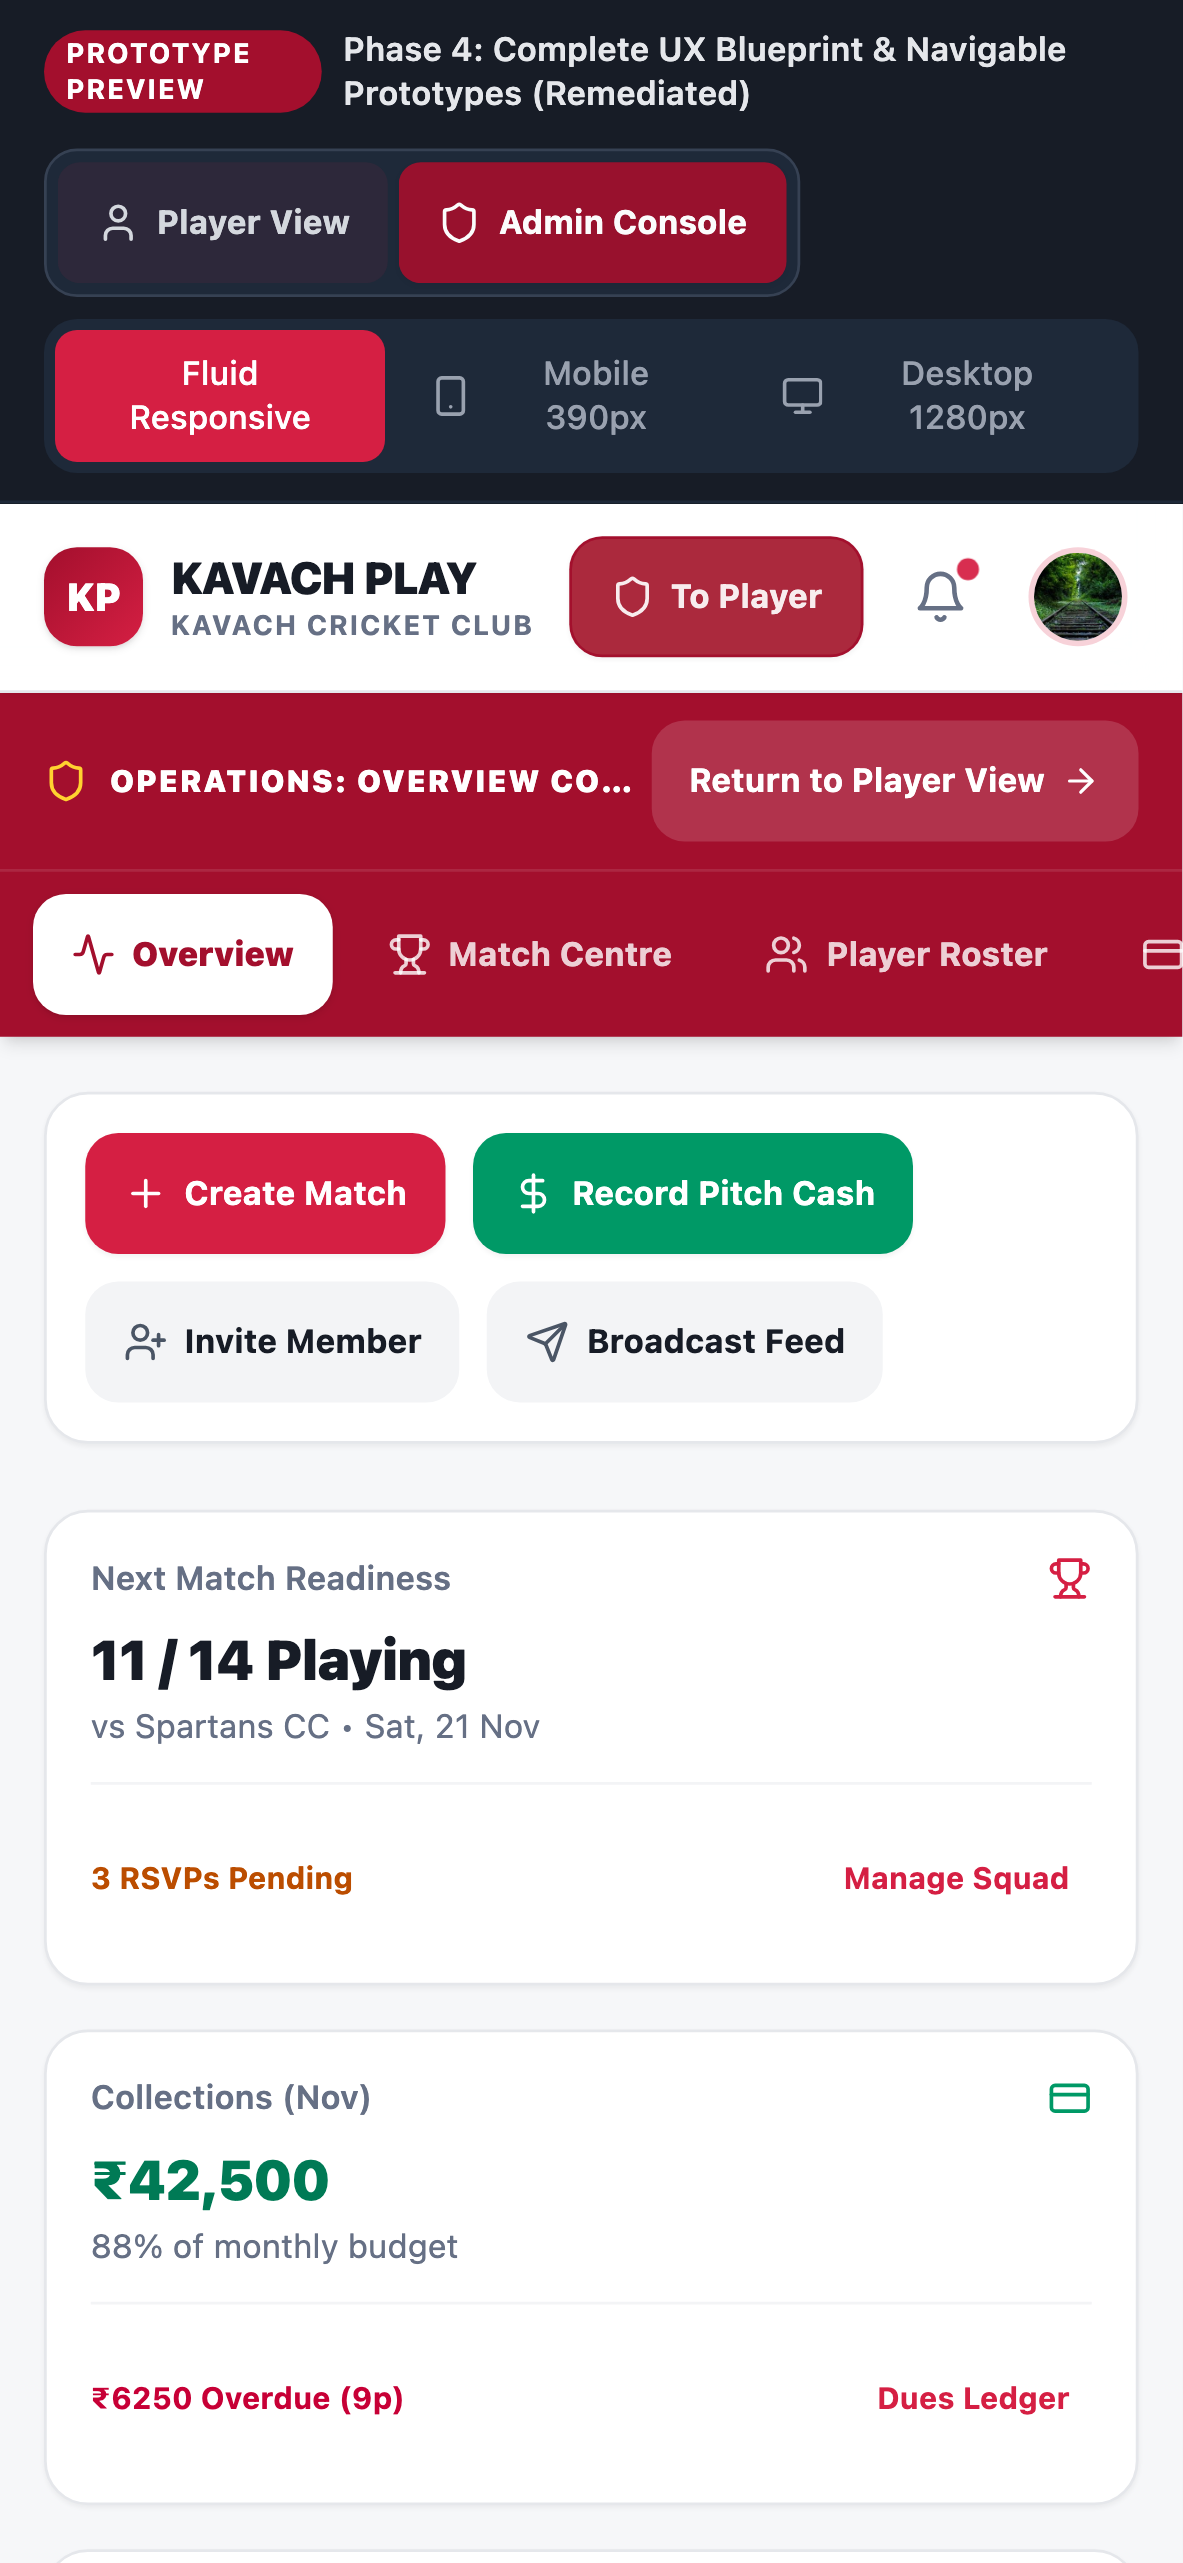 PROTOTYPE
PREVIEW
Phase 4: Complete UX Blueprint & Navigable
Prototypes (Remediated)
Player View
Admin Console
Fluid
Responsive
Mobile
390px
Desktop
1280px
KP
KAVACH PLAY
KAVACH CRICKET CLUB
To Player
OPERATIONS: OVERVIEW CO...
Return to Player View →
Overview
Match Centre
Player Roster
+ Create Match
$ Record Pitch Cash
Invite Member
Broadcast Feed
Next Match Readiness
11 / 14 Playing
vs Spartans CC • Sat, 21 Nov
3 RSVPs Pending
Manage Squad
Collections (Nov)
₹42,500
88% of monthly budget
₹6250 Overdue (9p)
Dues Ledger